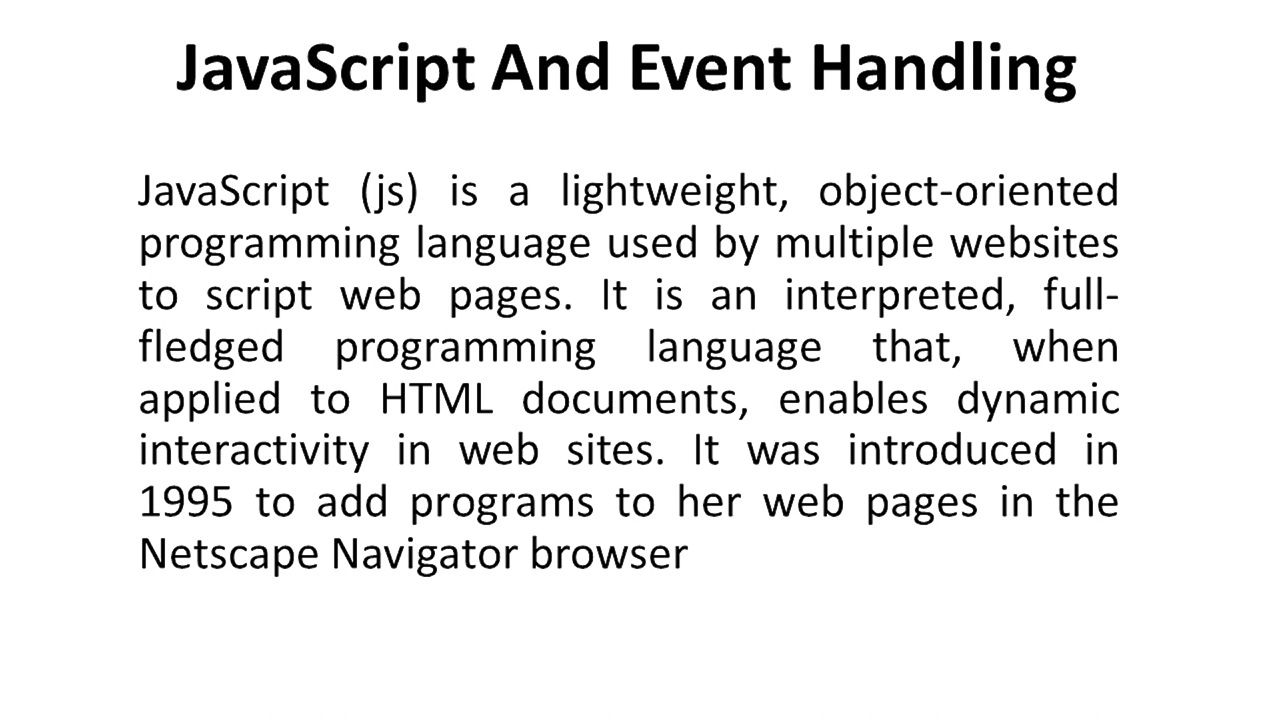 JavaScript And Event Handling
JavaScript (js) is a lightweight, object-oriented
programming language used by multiple websites
to script web pages. It is an interpreted, full-
fledged programming language that, when
applied to HTML documents, enables dynamic
interactivity in web sites. It was introduced in
1995 to add programs to her web pages in the
Netscape Navigator browser